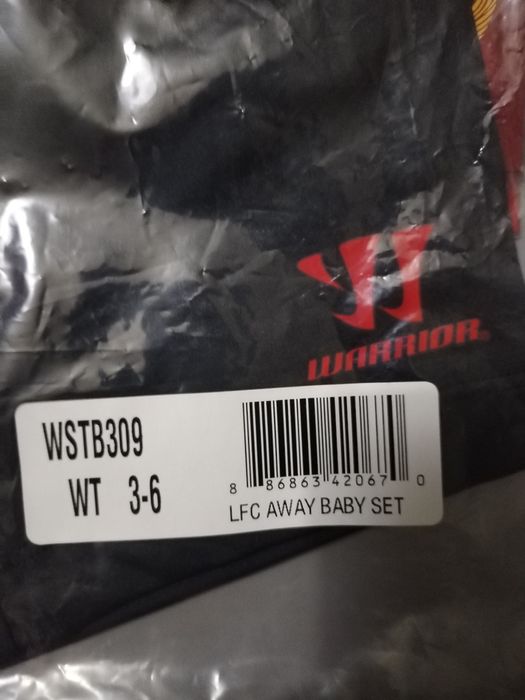 WARRIOR
WSTB309
WT 3-6
8 86863 42067 0
LFC AWAY BABY SET